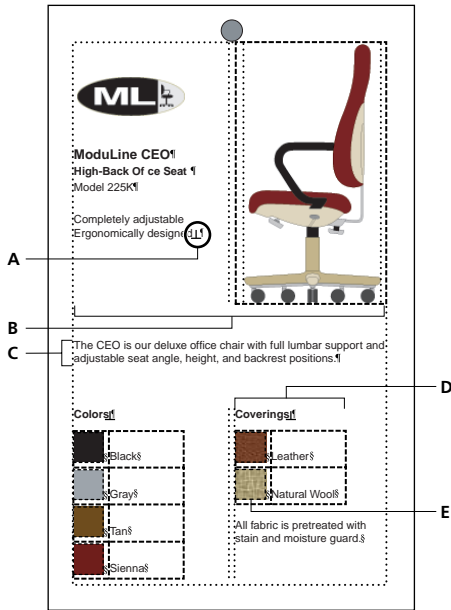 ML
ModuLine CEO¶
High-Back Of ce Seat ¶
Model 225K¶
Completely adjustable
Ergonomically designed⊥¶
A
B
C
The CEO is our deluxe office chair with full lumbar support and
adjustable seat angle, height, and backrest positions.¶
D
Colors¶
Coverings¶
§Black§
§Leather§
§Gray§
§Natural Wool§
E
§Tan§
All fabric is pretreated with
stain and moisture guard.§
§Sienna§